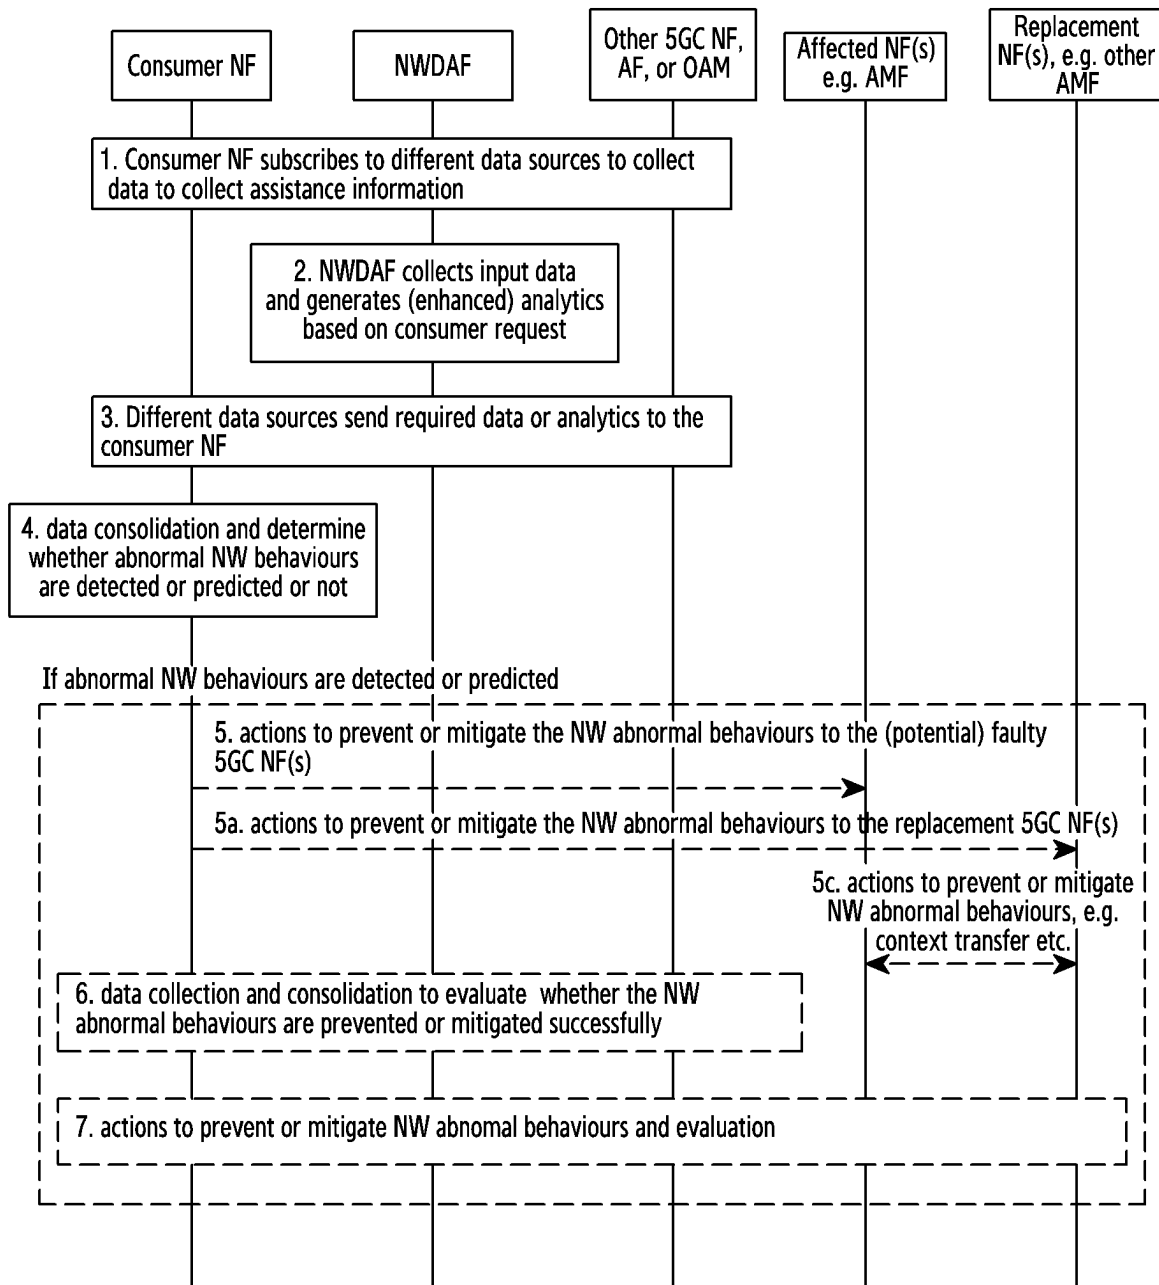 Consumer NF
NWDAF
Other 5GC NF,
AF, or OAM
Affected NF(s)
e.g. AMF
Replacement
NF(s), e.g. other
AMF
1. Consumer NF subscribes to different data sources to collect
data to collect assistance information
2. NWDAF collects input data
and generates (enhanced) analytics
based on consumer request
3. Different data sources send required data or analytics to the
consumer NF
4. data consolidation and determine
whether abnormal NW behaviours
are detected or predicted or not
If abnormal NW behaviours are detected or predicted
5. actions to prevent or mitigate the NW abnormal behaviours to the (potential) faulty
5GC NF(s)
5a. actions to prevent or mitigate the NW abnormal behaviours to the replacement 5GC NF(s)
5c. actions to prevent or mitigate
NW abnormal behaviours, e.g.
context transfer etc.
6. data collection and consolidation to evaluate whether the NW
abnormal behaviours are prevented or mitigated successfully
7. actions to prevent or mitigate NW abnomal behaviours and evaluation